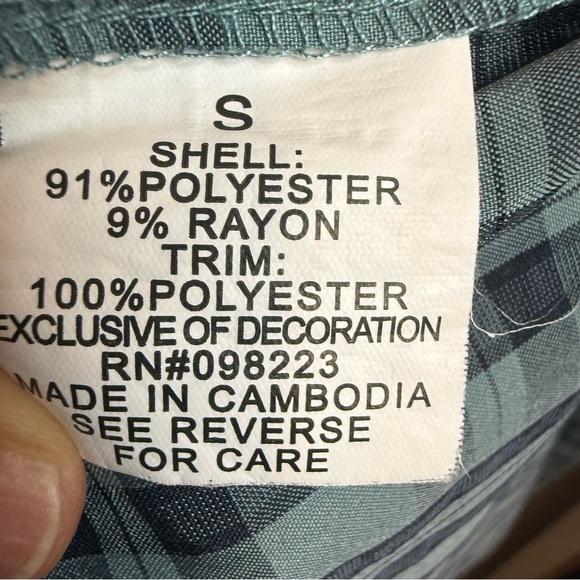 S
SHELL:
91%POLYESTER
9% RAYON
TRIM:
100%POLYESTER
EXCLUSIVE OF DECORATION
RN#098223
MADE IN CAMBODIA
SEE REVERSE
FOR CARE